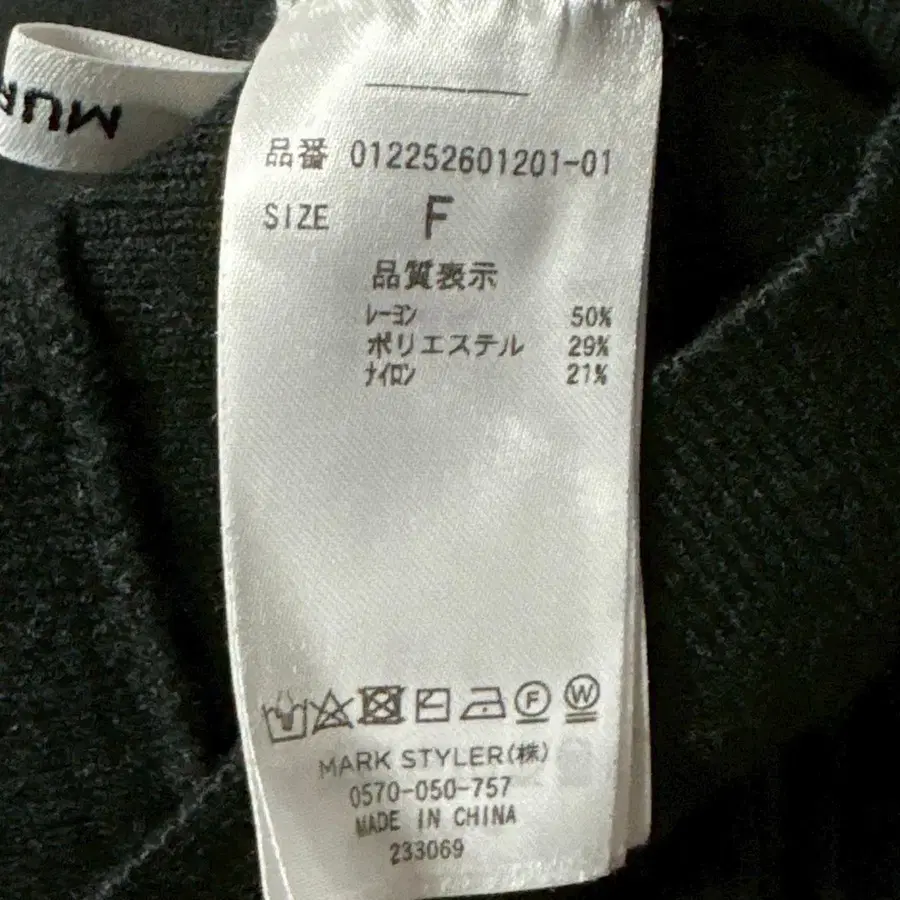 品番 012252601201-01
SIZE F
品質表示
レーヨン 50%
ポリエステル 29%
ナイロン 21%
F W
MARK STYLER(株)
0570-050-757
MADE IN CHINA
233069